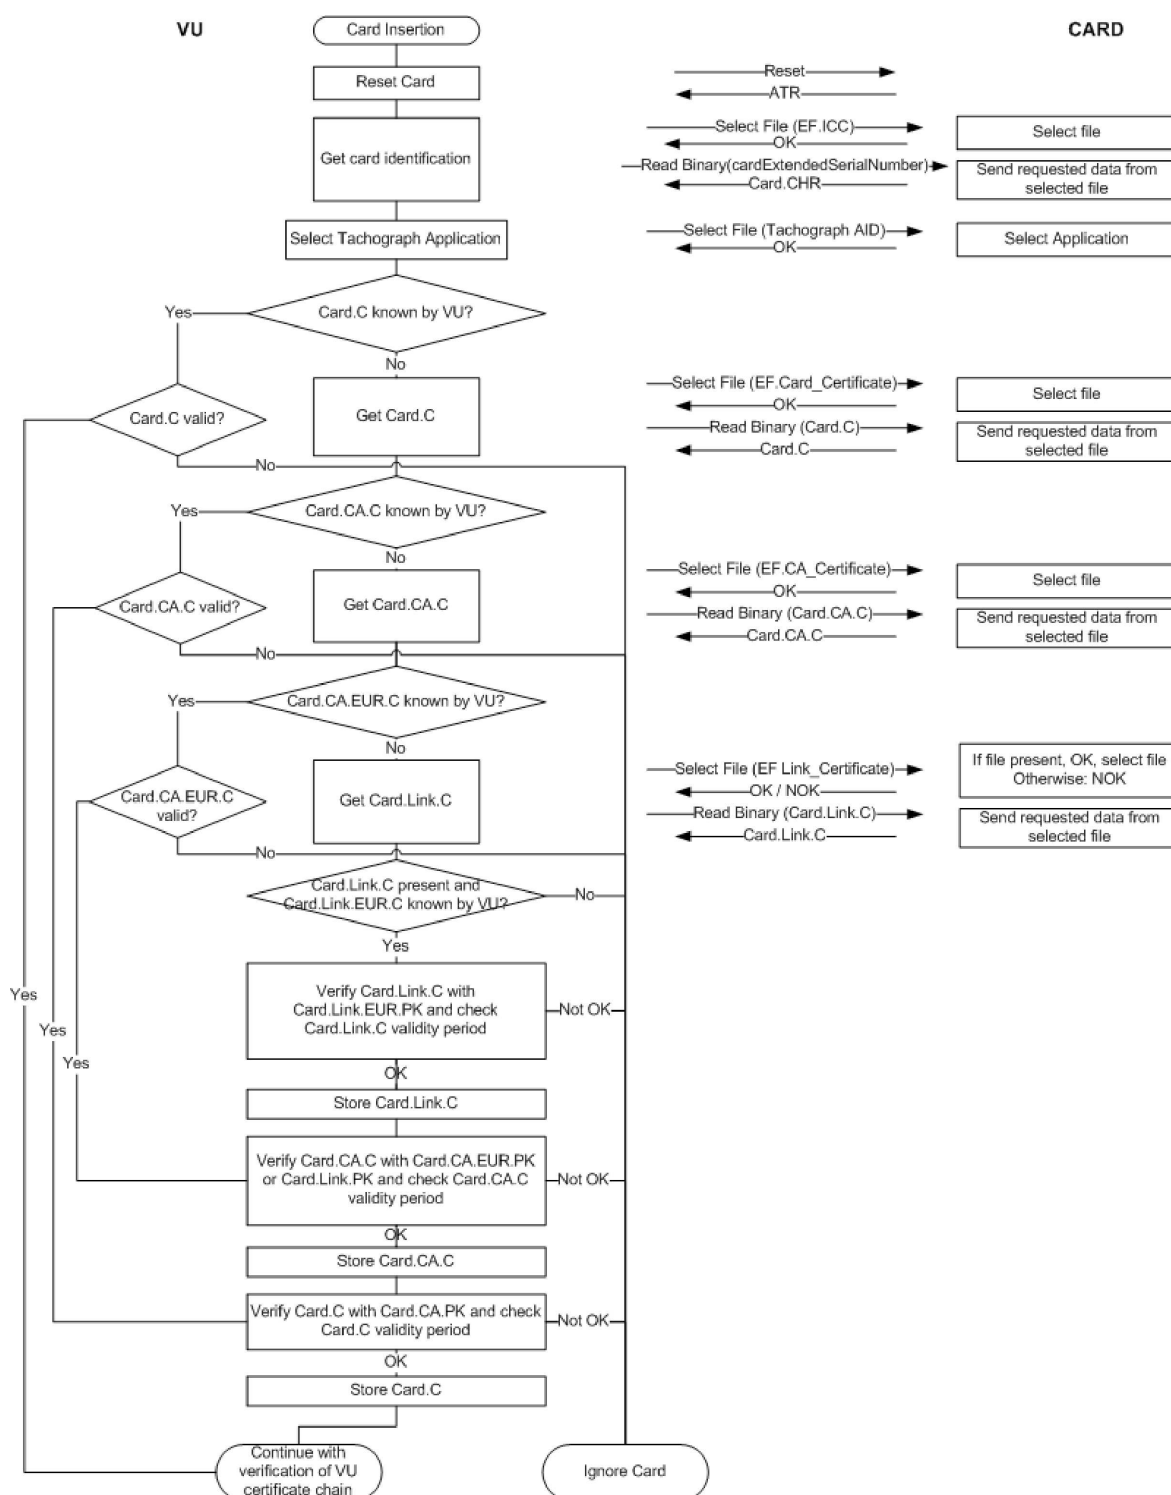 VU
Card Insertion
CARD
Reset Card
Reset
ATR
Get card identification
Select File (EF.ICC)
OK
Select file
Read Binary(cardExtendedSerialNumber)
Card.CHR
Send requested data from
selected file
Select Tachograph Application
Select File (Tachograph AID)
OK
Select Application
Card.C known by VU?
Yes
No
Card.C valid?
Get Card.C
Select File (EF.Card_Certificate)
OK
Select file
Read Binary (Card.C)
Card.C
Send requested data from
selected file
No
Card.CA.C known by VU?
Yes
No
Card.CA.C valid?
Get Card.CA.C
Select File (EF.CA_Certificate)
OK
Select file
Read Binary (Card.CA.C)
Card.CA.C
Send requested data from
selected file
No
Card.CA.EUR.C known by VU?
Yes
No
Card.CA.EUR.C
valid?
Get Card.Link.C
Select File (EF Link_Certificate)
OK / NOK
If file present, OK, select file
Otherwise: NOK
Read Binary (Card.Link.C)
Card.Link.C
Send requested data from
selected file
No
Card.Link.C present and
Card.Link.EUR.C known by VU?
No
Yes
Verify Card.Link.C with
Card.Link.EUR.PK and check
Card.Link.C validity period
Not OK
Yes
Yes
Yes
OK
Store Card.Link.C
Verify Card.CA.C with Card.CA.EUR.PK
or Card.Link.PK and check Card.CA.C
validity period
Not OK
OK
Store Card.CA.C
Verify Card.C with Card.CA.PK and check
Card.C validity period
Not OK
OK
Store Card.C
Continue with
verification of VU
certificate chain
Ignore Card